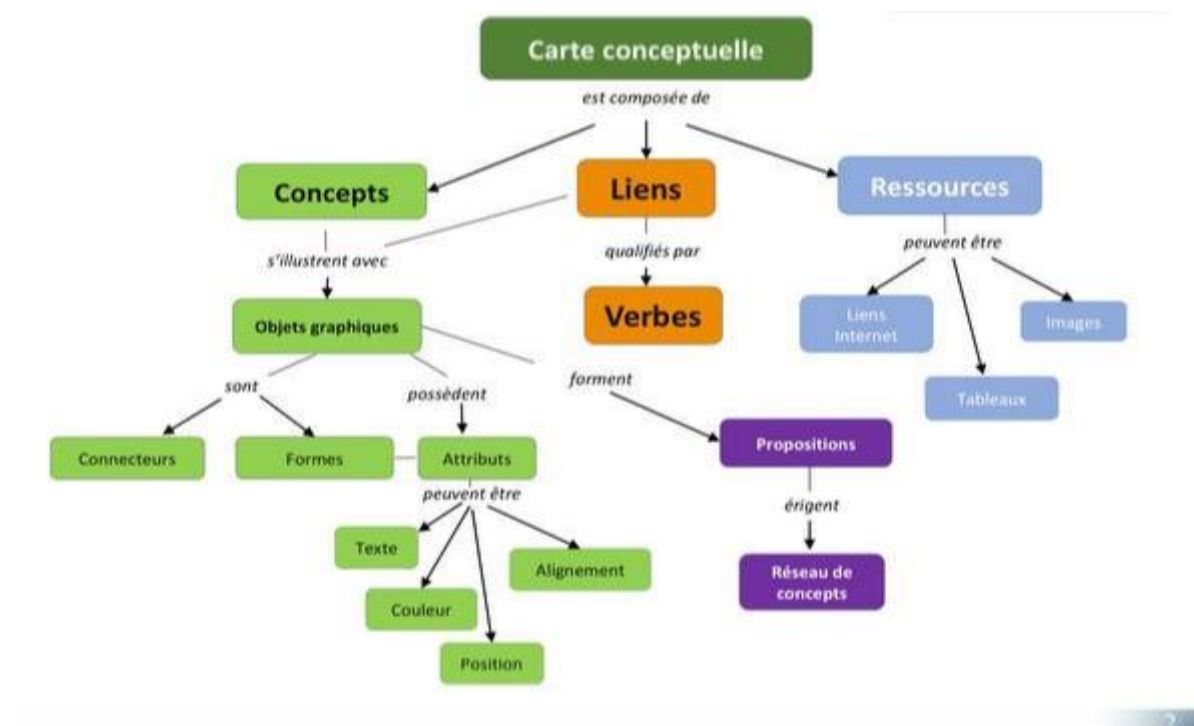 Carte conceptuelle
est composée de
Concepts
Liens
Ressources
s'illustrent avec
qualifiés par
peuvent être
Objets graphiques
Verbes
Liens
Internet
Images
Tableaux
sont
possèdent
forment
Connecteurs
Formes
Attributs
Propositions
peuvent être
érigent
Texte
Alignement
Couleur
Position
Réseau de
concepts
2